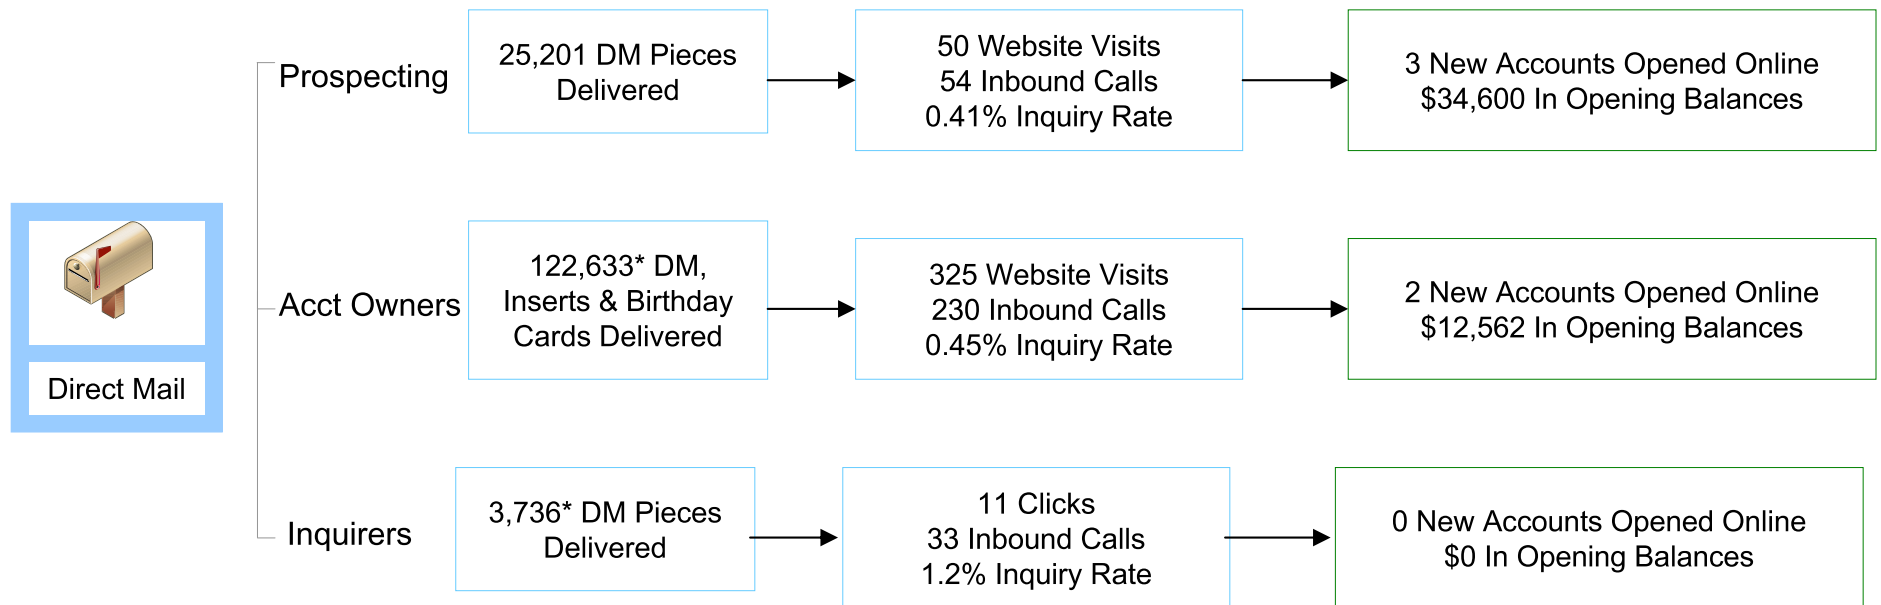 Direct Mail
Prospecting
25,201 DM Pieces
Delivered
50 Website Visits
54 Inbound Calls
0.41% Inquiry Rate
3 New Accounts Opened Online
$34,600 In Opening Balances
Acct Owners
122,633* DM,
Inserts & Birthday
Cards Delivered
325 Website Visits
230 Inbound Calls
0.45% Inquiry Rate
2 New Accounts Opened Online
$12,562 In Opening Balances
Inquirers
3,736* DM Pieces
Delivered
11 Clicks
33 Inbound Calls
1.2% Inquiry Rate
0 New Accounts Opened Online
$0 In Opening Balances